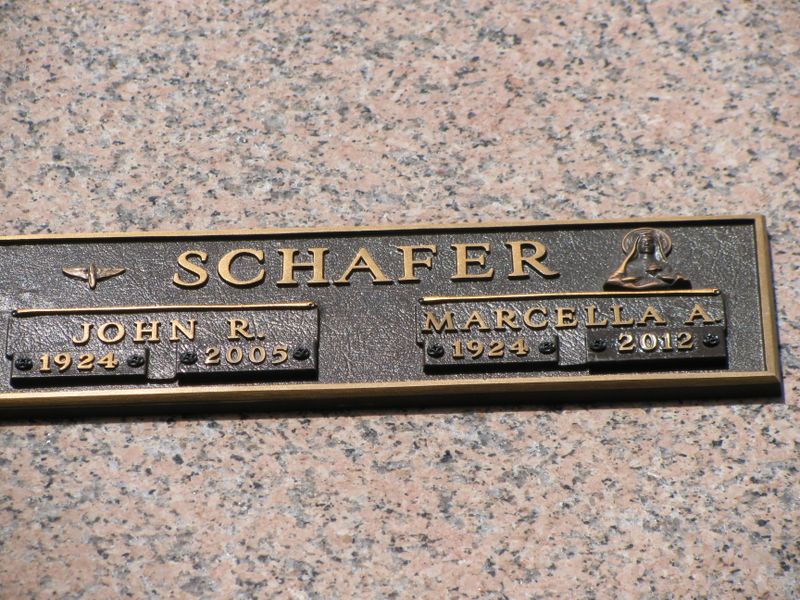 SCHAFER
JOHN R.
1924 2005
MARCELLA A.
1924 2012